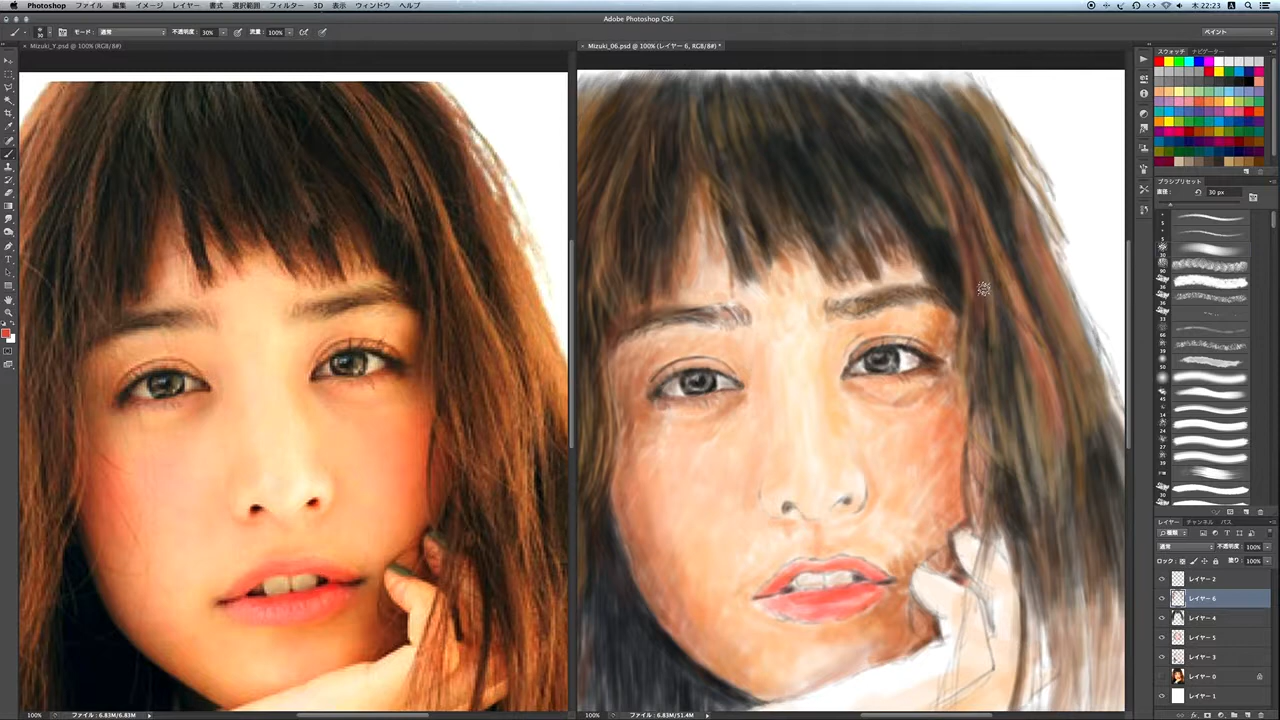 Photoshop ファイル 編集 イメージ レイヤー 書式 選択範囲 フィルター 3D 表示 ウィンドウ ヘルプ 木 22:23
Adobe Photoshop CS6
モード: 通常 不透明度: 30% 流量: 100% ペイント
Mizuki_Y.psd @ 100% (RGB/8#)
Mizuki_06.psd @ 100% (レイヤー 6, RGB/8#) *
スウォッチ ナビゲーター
ブラシプリセット
直径: 30 px
レイヤー チャンネル パス
種類
通常 不透明度: 100%
ロック: 塗り: 100%
レイヤー 2
レイヤー 6
レイヤー 4
レイヤー 5
レイヤー 3
レイヤー 0
レイヤー 1
100% ファイル : 6.83M/6.83M
100% ファイル : 6.83M/51.4M